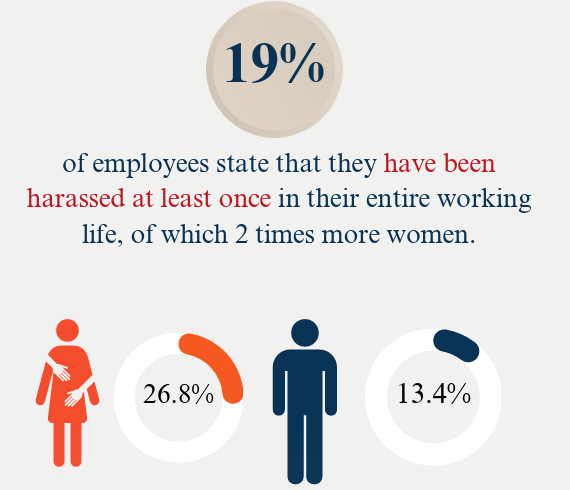 19%
of employees state that they have been
harassed at least once in their entire working
life, of which 2 times more women.
26.8%
13.4%